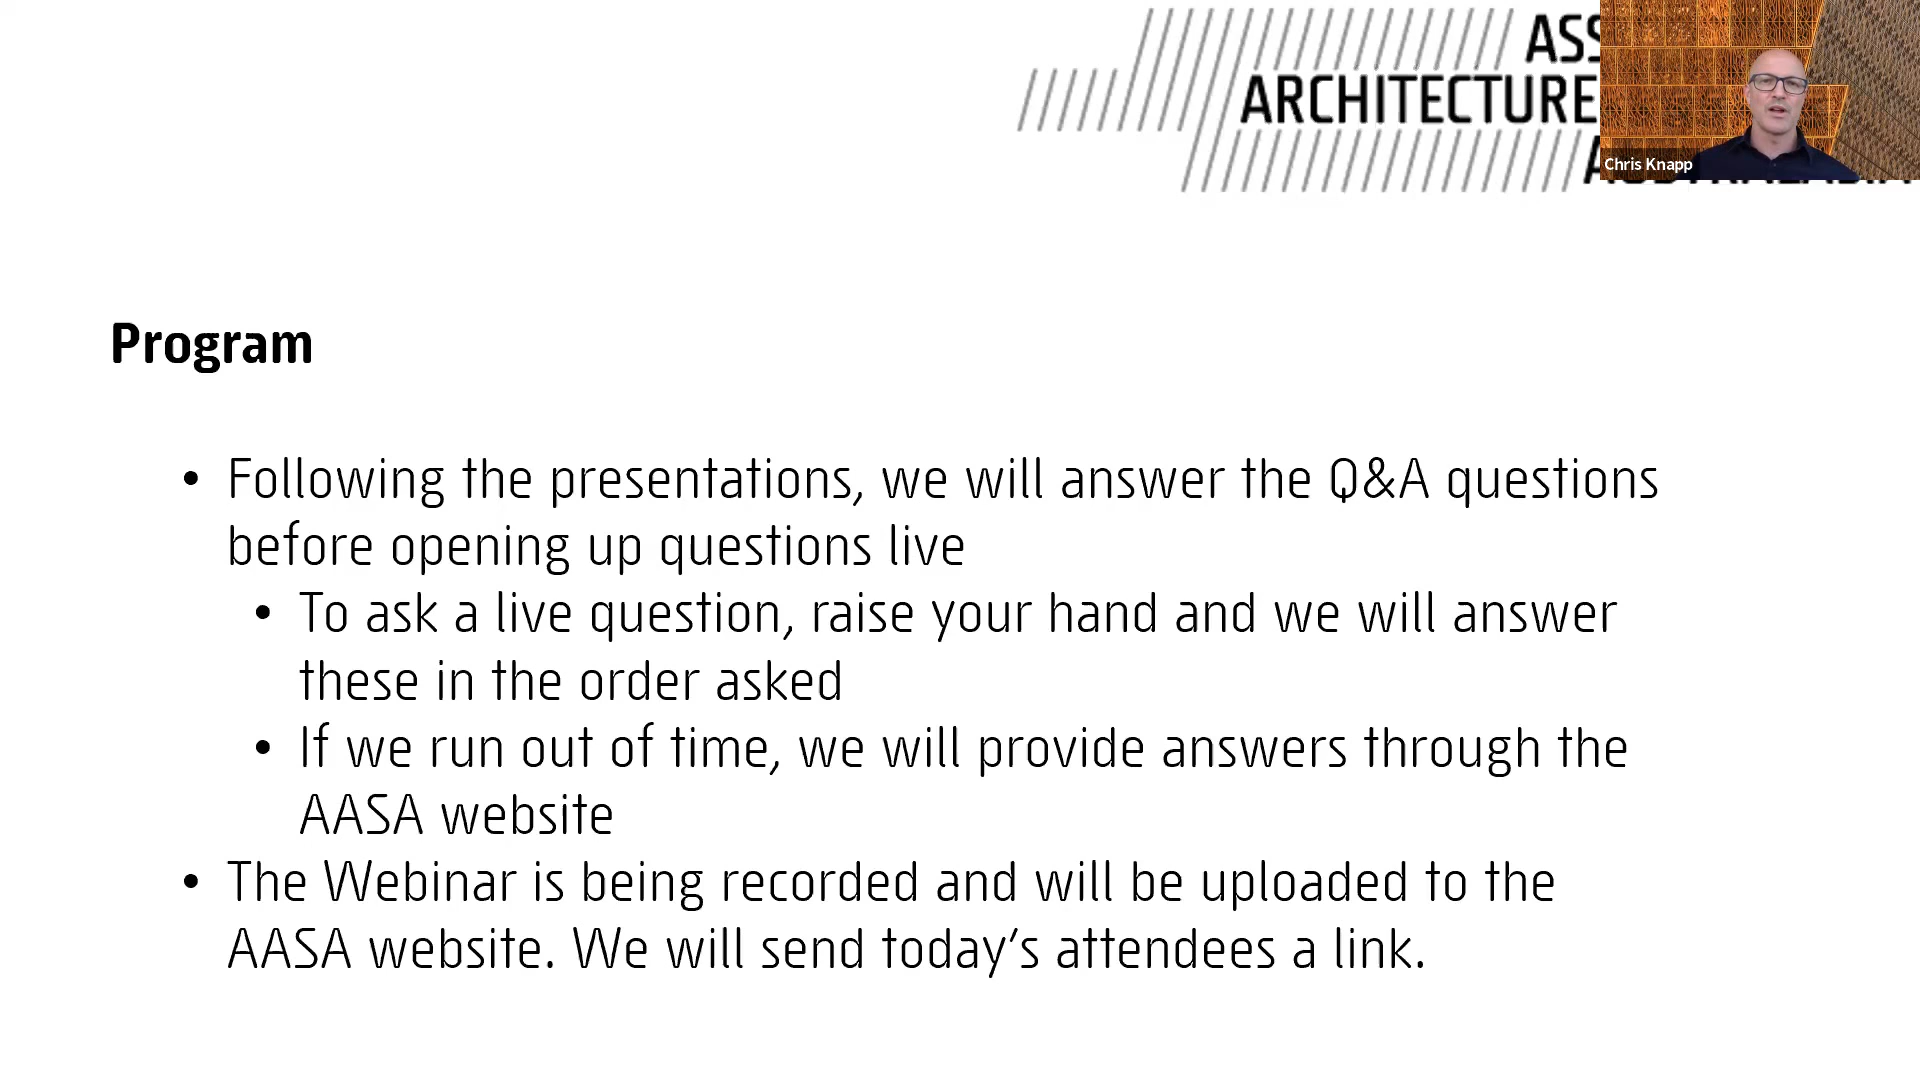 ARCHITECTURE
Chris Knapp
Program
• Following the presentations, we will answer the Q&A questions
before opening up questions live
• To ask a live question, raise your hand and we will answer
these in the order asked
• If we run out of time, we will provide answers through the
AASA website
• The Webinar is being recorded and will be uploaded to the
AASA website. We will send today’s attendees a link.